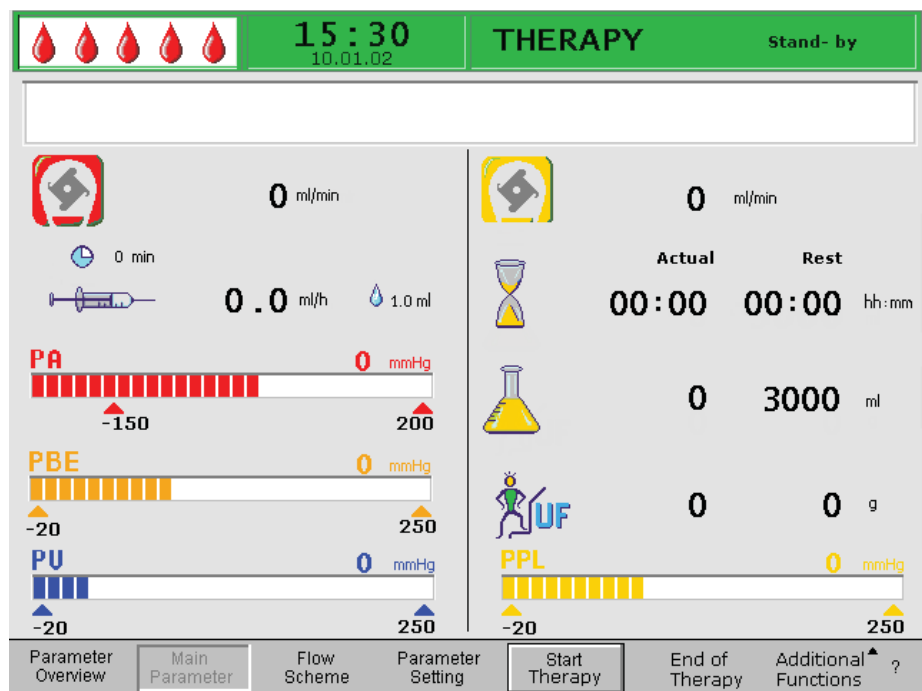 15:30 THERAPY Stand- by
10.01.02
0 ml/min
0 min
0.0 ml/h 1.0 ml
PA 0 mmHg
-150 200
PBE 0 mmHg
-20 250
PV 0 mmHg
-20 250
0 ml/min
Actual Rest
00:00 00:00 hh:mm
0 3000 ml
UF 0 0 g
PPL 0 mmHg
-20 250
Parameter Overview
Main Parameter
Flow Scheme
Parameter Setting
Start Therapy
End of Therapy
Additional Functions
?